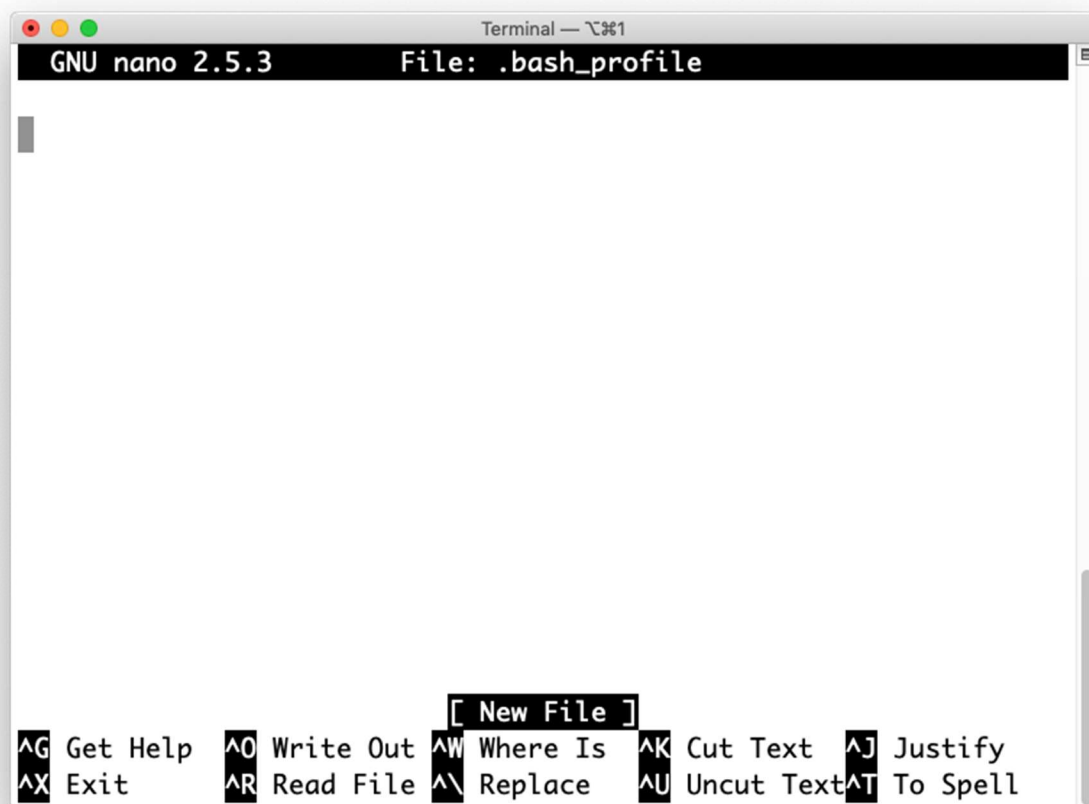 Terminal — ⌥⌘1
GNU nano 2.5.3 File: .bash_profile
[ New File ]
^G Get Help ^O Write Out ^W Where Is ^K Cut Text ^J Justify
^X Exit ^R Read File ^\ Replace ^U Uncut Text ^T To Spell